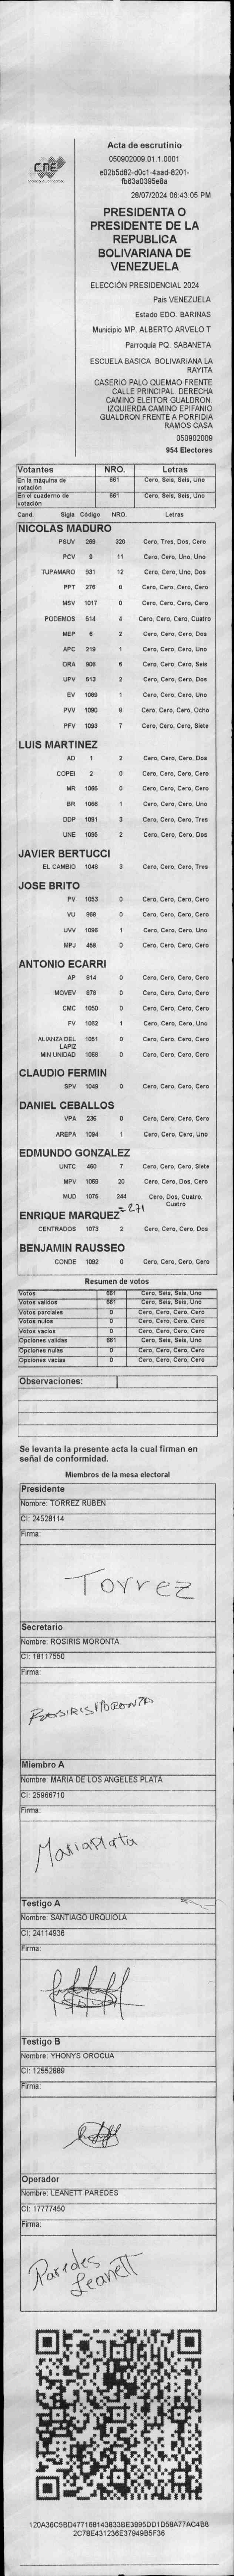 CNE
Acta de escrutinio
050902009.01.1.0001
e02b5d82-d0c1-4aad-8201-
fb63a0395e8a
28/07/2024 06:43:05 PM
PRESIDENTA O
PRESIDENTE DE LA
REPUBLICA
BOLIVARIANA DE
VENEZUELA
ELECCIÓN PRESIDENCIAL 2024
Pais VENEZUELA
Estado EDO. BARINAS
Municipio MP. ALBERTO ARVELO T
Parroquia PQ. SABANETA
ESCUELA BASICA BOLIVARIANA LA
RAYITA
CASERIO PALO QUEMAO FRENTE
CALLE PRINCIPAL. DERECHA
CAMINO ELEITOR GUALDRON.
IZQUIERDA CAMINO EPIFANIO
GUALDRON FRENTE A PORFIDIA
RAMOS CASA
050902009
954 Electores
Votantes NRO. Letras
En la máquina de votación 661 Cero, Seis, Seis, Uno
En el cuaderno de votación 661 Cero, Seis, Seis, Uno
Cand. Sigla Código NRO. Letras
NICOLAS MADURO
PSUV 269 320 Cero, Tres, Dos, Cero
PCV 9 11 Cero, Cero, Uno, Uno
TUPAMARO 931 12 Cero, Cero, Uno, Dos
PPT 276 0 Cero, Cero, Cero, Cero
MSV 1017 0 Cero, Cero, Cero, Cero
PODEMOS 514 4 Cero, Cero, Cero, Cuatro
MEP 6 2 Cero, Cero, Cero, Dos
APC 219 1 Cero, Cero, Cero, Uno
ORA 906 6 Cero, Cero, Cero, Seis
UPV 513 2 Cero, Cero, Cero, Dos
EV 1089 1 Cero, Cero, Cero, Uno
PVV 1090 8 Cero, Cero, Cero, Ocho
PFV 1093 7 Cero, Cero, Cero, Siete
LUIS MARTINEZ
AD 1 2 Cero, Cero, Cero, Dos
COPEI 2 0 Cero, Cero, Cero, Cero
MR 1065 0 Cero, Cero, Cero, Cero
BR 1066 1 Cero, Cero, Cero, Uno
DDP 1091 3 Cero, Cero, Cero, Tres
UNE 1095 2 Cero, Cero, Cero, Dos
JAVIER BERTUCCI
EL CAMBIO 1046 3 Cero, Cero, Cero, Tres
JOSE BRITO
PV 1053 0 Cero, Cero, Cero, Cero
VU 969 0 Cero, Cero, Cero, Cero
UVV 1096 1 Cero, Cero, Cero, Uno
MPJ 458 0 Cero, Cero, Cero, Cero
ANTONIO ECARRI
AP 814 0 Cero, Cero, Cero, Cero
MOVEV 879 0 Cero, Cero, Cero, Cero
CMC 1050 0 Cero, Cero, Cero, Cero
FV 1062 1 Cero, Cero, Cero, Uno
ALIANZA DEL LAPIZ 1051 0 Cero, Cero, Cero, Cero
MIN UNIDAD 1068 0 Cero, Cero, Cero, Cero
CLAUDIO FERMIN
SPV 1049 0 Cero, Cero, Cero, Cero
DANIEL CEBALLOS
VPA 236 0 Cero, Cero, Cero, Cero
AREPA 1094 1 Cero, Cero, Cero, Uno
EDMUNDO GONZALEZ
UNTC 460 7 Cero, Cero, Cero, Siete
MPV 1069 20 Cero, Cero, Dos, Cero
MUD 1075 244 Cero, Dos, Cuatro, Cuatro
= 271
ENRIQUE MARQUEZ
CENTRADOS 1073 2 Cero, Cero, Cero, Dos
BENJAMIN RAUSSEO
CONDE 1092 0 Cero, Cero, Cero, Cero
Resumen de votos
Votos 661 Cero, Seis, Seis, Uno
Votos validos 661 Cero, Seis, Seis, Uno
Votos parciales 0 Cero, Cero, Cero, Cero
Votos nulos 0 Cero, Cero, Cero, Cero
Votos vacios 0 Cero, Cero, Cero, Cero
Opciones validas 661 Cero, Seis, Seis, Uno
Opciones nulas 0 Cero, Cero, Cero, Cero
Opciones vacias 0 Cero, Cero, Cero, Cero
Observaciones:
Se levanta la presente acta la cual firman en
señal de conformidad.
Miembros de la mesa electoral
Presidente
Nombre: TORREZ RUBEN
CI: 24528114
Firma:
Torrez
Secretario
Nombre: ROSIRIS MORONTA
CI: 18117550
Firma:
ROSIRIS MORONTA
Miembro A
Nombre: MARIA DE LOS ANGELES PLATA
CI: 25966710
Firma:
Maria Plata
Testigo A
Nombre: SANTIAGO URQUIOLA
CI: 24114936
Firma:
Testigo B
Nombre: YHONYS OROCUA
CI: 12552889
Firma:
Operador
Nombre: LEANETT PAREDES
CI: 17777450
Firma:
Paredes
Leanett
120A36C5BD477168143833BE3995DD1D58A77AC4B8
2C78E431236E37949B5F36